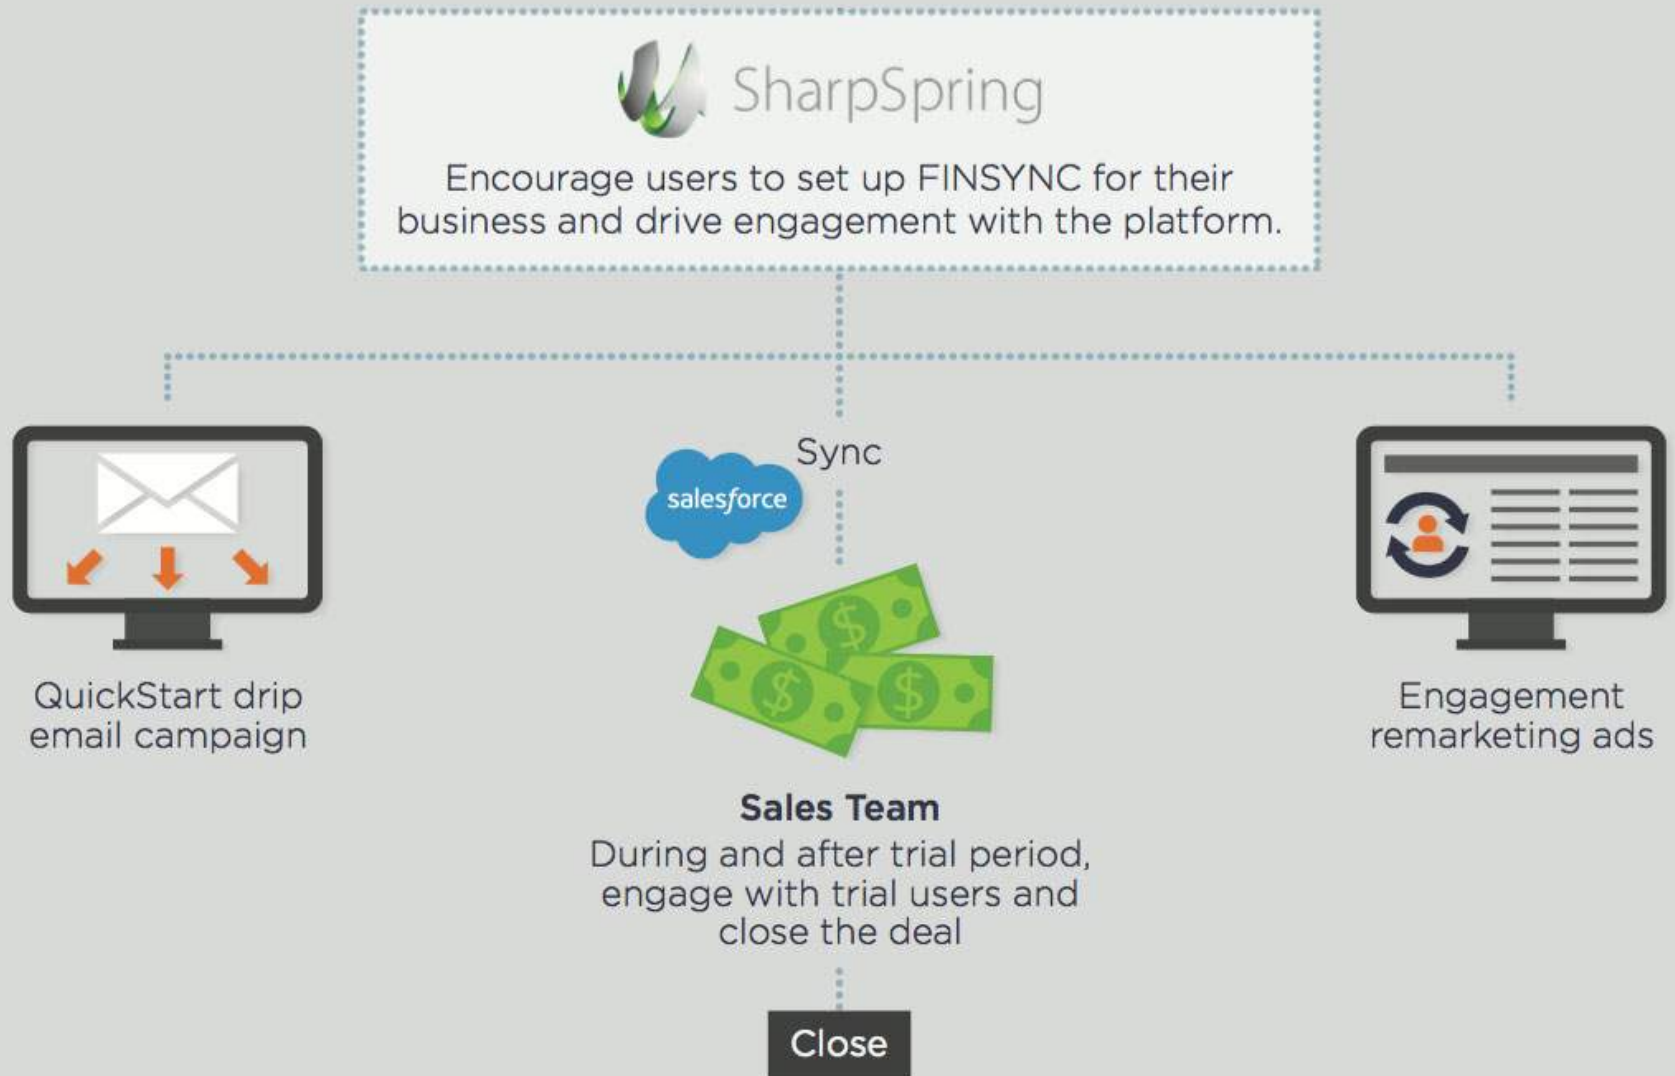 SharpSpring
Encourage users to set up FINSYNC for their
business and drive engagement with the platform.
Sync
salesforce
QuickStart drip
email campaign
Engagement
remarketing ads
Sales Team
During and after trial period,
engage with trial users and
close the deal
Close